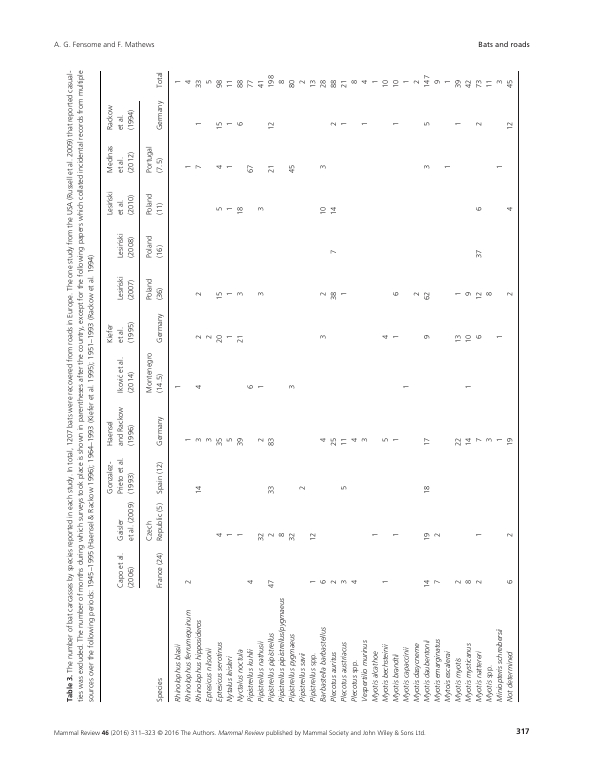 A. G. Fensome and F. Mathews
Bats and roads
Table 3. The number of bat carcasses by species reported in each study. In total, 1207 bats were recovered from roads in Europe. The one study from the USA (Russell et al. 2009) that reported casual-
ties was excluded. The number of months during which surveys took place is shown in parentheses after the country, except for the following papers which collated incidental records from multiple
sources over the following periods: 1945–1995 (Haensel & Rackow 1996); 1964–1993 (Kiefer et al. 1995); 1951–1993 (Rackow et al. 1994)
Capo et al. (2006) Gaisler et al. (2009) Gonzalez-Prieto et al. (1993) Haensel and Rackow (1996) Iković et al. (2014) Kiefer et al. (1995) Lesiński (2007) Lesiński (2008) Lesiński et al. (2010) Medinas et al. (2012) Rackow et al. (1994)
Species France (24) Czech Republic (5) Spain (12) Germany Montenegro (14.5) Germany Poland (36) Poland (16) Poland (11) Portugal (7.5) Germany Total
Rhinolophus blasii 1 1
Rhinolophus ferrumequinum 2 1 1 4
Rhinolophus hipposideros 14 3 4 2 2 7 1 33
Eptesicus nilsonii 3 2 5
Eptesicus serotinus 4 35 20 15 5 4 15 98
Nytalus leisleri 1 5 1 1 1 1 1 11
Nyctalus noctula 1 39 21 3 18 6 88
Pipistrellus kuhlii 4 6 67 77
Pipistrellus nathusii 32 2 1 3 3 41
Pipistrellus pipistrellus 47 2 33 83 21 12 198
Pipistrellus pipistrellus/pygmaeus 8 8
Pipistrellus pygmaeus 32 3 45 80
Pipistrellus savii 2 2
Pipistrellus spp. 1 12 13
Barbastella barbastellus 6 4 3 2 10 3 28
Plecotus auritus 2 25 38 7 14 2 88
Plecotus austriacus 3 5 11 1 1 21
Plecotus spp. 4 4 8
Vespertilio murinus 3 1 4
Myotis alcathoe 1 1
Myotis bechsteinii 1 5 4 10
Myotis brandtii 1 1 1 6 1 10
Myotis capaccinii 1 1
Myotis dasycneme 2 2
Myotis daubentonii 14 19 18 17 9 62 3 5 147
Myotis emarginatus 7 2 9
Mytois escalerai 1 1
Myotis myotis 2 22 13 1 1 39
Myotis mystacinus 8 14 1 10 9 42
Myotis nattereri 2 1 7 6 12 37 6 2 73
Myotis spp. 3 8 11
Miniopterus schreibersii 1 1 1 3
Not determined 6 2 19 2 4 12 45
Mammal Review 46 (2016) 311–323 © 2016 The Authors. Mammal Review published by Mammal Society and John Wiley & Sons Ltd.
317